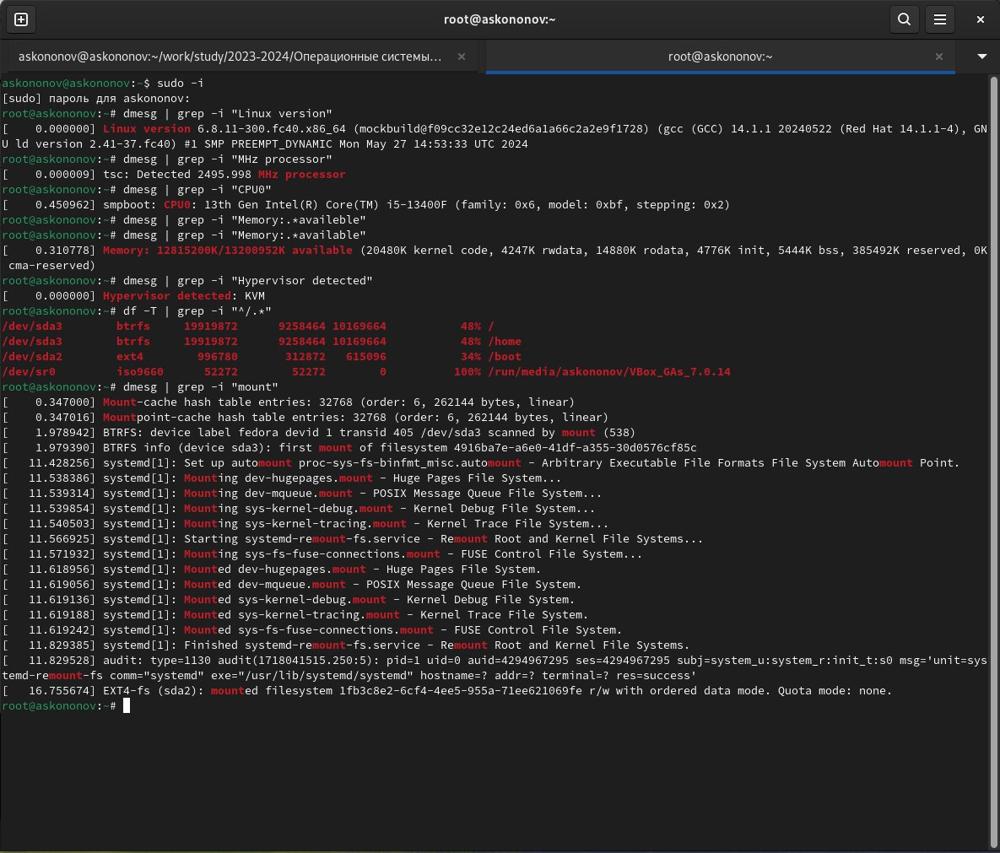 root@askononov:~
askononov@askononov:~/work/study/2023-2024/Операционные системы…
root@askononov:~
askononov@askononov:~$ sudo -i
[sudo] пароль для askononov:
root@askononov:~# dmesg | grep -i "Linux version"
[    0.000000] Linux version 6.8.11-300.fc40.x86_64 (mockbuild@f09cc32e12c24ed6a1a66c2a2e9f1728) (gcc (GCC) 14.1.1 20240522 (Red Hat 14.1.1-4), GN
U ld version 2.41-37.fc40) #1 SMP PREEMPT_DYNAMIC Mon May 27 14:53:33 UTC 2024
root@askononov:~# dmesg | grep -i "MHz processor"
[    0.000009] tsc: Detected 2495.998 MHz processor
root@askononov:~# dmesg | grep -i "CPU0"
[    0.450962] smpboot: CPU0: 13th Gen Intel(R) Core(TM) i5-13400F (family: 0x6, model: 0xbf, stepping: 0x2)
root@askononov:~# dmesg | grep -i "Memory:.*availeble"
root@askononov:~# dmesg | grep -i "Memory:.*available"
[    0.310778] Memory: 12815200K/13200952K available (20480K kernel code, 4247K rwdata, 14880K rodata, 4776K init, 5444K bss, 385492K reserved, 0K
 cma-reserved)
root@askononov:~# dmesg | grep -i "Hypervisor detected"
[    0.000000] Hypervisor detected: KVM
root@askononov:~# df -T | grep -i "^/.*"
/dev/sda3        btrfs     19919872      9258464 10169664           48% /
/dev/sda3        btrfs     19919872      9258464 10169664           48% /home
/dev/sda2        ext4        996780       312872   615096           34% /boot
/dev/sr0         iso9660      52272        52272        0          100% /run/media/askononov/VBox_GAs_7.0.14
root@askononov:~# dmesg | grep -i "mount"
[    0.347000] Mount-cache hash table entries: 32768 (order: 6, 262144 bytes, linear)
[    0.347016] Mountpoint-cache hash table entries: 32768 (order: 6, 262144 bytes, linear)
[    1.978942] BTRFS: device label fedora devid 1 transid 405 /dev/sda3 scanned by mount (538)
[    1.979390] BTRFS info (device sda3): first mount of filesystem 4916ba7e-a6e0-41df-a355-30d0576cf85c
[   11.428256] systemd[1]: Set up automount proc-sys-fs-binfmt_misc.automount - Arbitrary Executable File Formats File System Automount Point.
[   11.538386] systemd[1]: Mounting dev-hugepages.mount - Huge Pages File System...
[   11.539314] systemd[1]: Mounting dev-mqueue.mount - POSIX Message Queue File System...
[   11.539854] systemd[1]: Mounting sys-kernel-debug.mount - Kernel Debug File System...
[   11.540503] systemd[1]: Mounting sys-kernel-tracing.mount - Kernel Trace File System...
[   11.566925] systemd[1]: Starting systemd-remount-fs.service - Remount Root and Kernel File Systems...
[   11.571932] systemd[1]: Mounting sys-fs-fuse-connections.mount - FUSE Control File System...
[   11.618956] systemd[1]: Mounted dev-hugepages.mount - Huge Pages File System.
[   11.619056] systemd[1]: Mounted dev-mqueue.mount - POSIX Message Queue File System.
[   11.619136] systemd[1]: Mounted sys-kernel-debug.mount - Kernel Debug File System.
[   11.619188] systemd[1]: Mounted sys-kernel-tracing.mount - Kernel Trace File System.
[   11.619242] systemd[1]: Mounted sys-fs-fuse-connections.mount - FUSE Control File System.
[   11.829385] systemd[1]: Finished systemd-remount-fs.service - Remount Root and Kernel File Systems.
[   11.829528] audit: type=1130 audit(1718041515.250:5): pid=1 uid=0 auid=4294967295 ses=4294967295 subj=system_u:system_r:init_t:s0 msg='unit=sys
temd-remount-fs comm="systemd" exe="/usr/lib/systemd/systemd" hostname=? addr=? terminal=? res=success'
[   16.755674] EXT4-fs (sda2): mounted filesystem 1fb3c8e2-6cf4-4ee5-955a-71ee621069fe r/w with ordered data mode. Quota mode: none.
root@askononov:~#